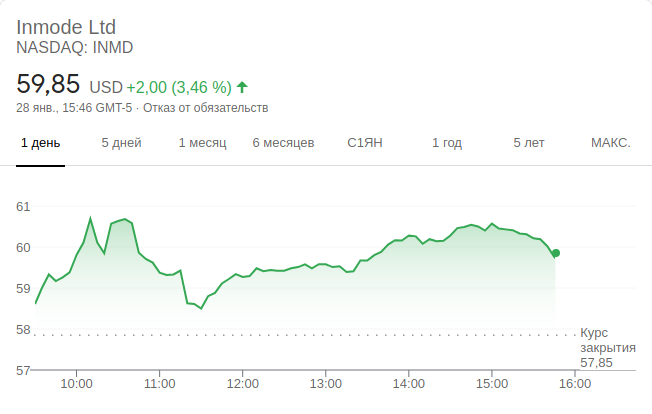 Inmode Ltd
NASDAQ: INMD
59,85 USD +2,00 (3,46 %)
28 янв., 15:46 GMT-5 · Отказ от обязательств
1 день 5 дней 1 месяц 6 месяцев С1ЯН 1 год 5 лет МАКС.
61
60
59
58
Курс
закрытия
57,85
57
10:00 11:00 12:00 13:00 14:00 15:00 16:00